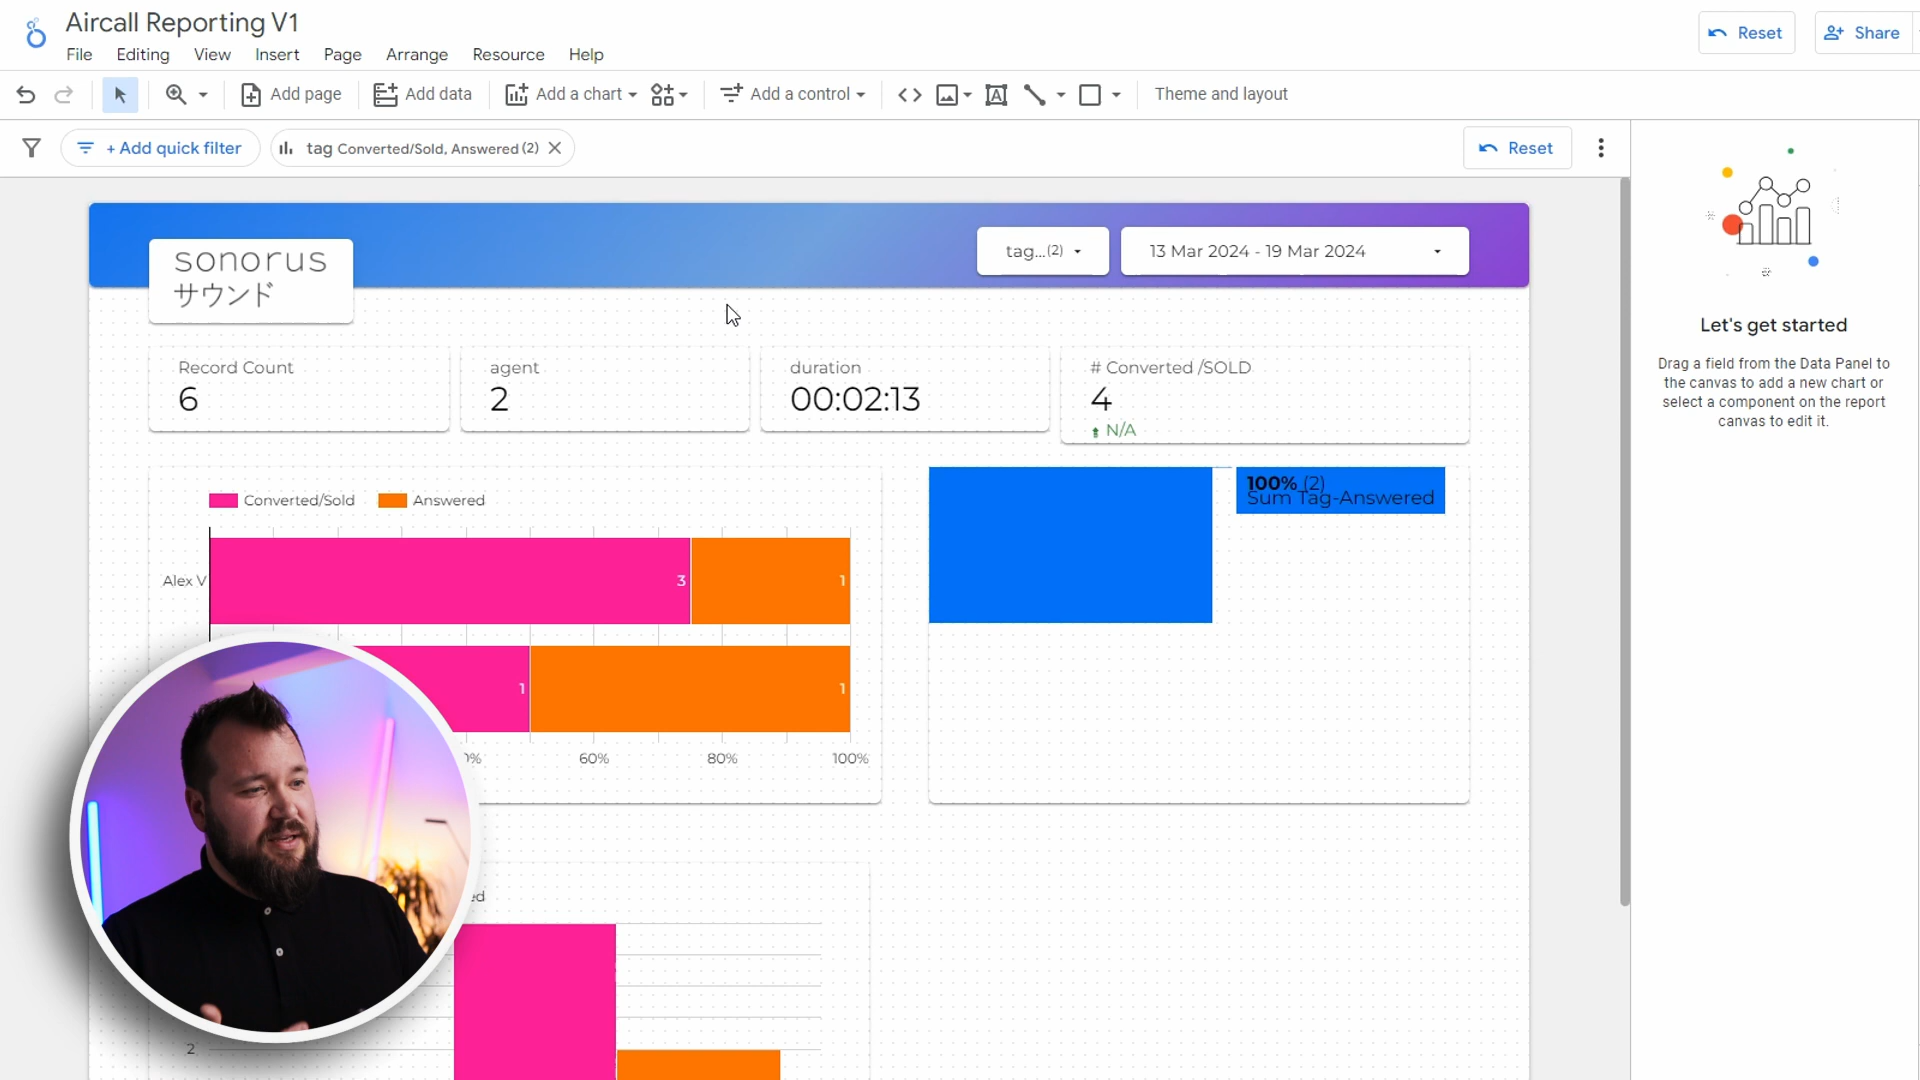 Aircall Reporting V1
File Editing View Insert Page Arrange Resource Help
Reset
Share
Add page
Add data
Add a chart
Add a control
Theme and layout
+ Add quick filter
tag Converted/Sold, Answered (2)
Reset
sonorus
サウンド
tag...(2)
13 Mar 2024 - 19 Mar 2024
Record Count
6
agent
2
duration
00:02:13
# Converted /SOLD
4
N/A
Converted/Sold
Answered
Alex V
3
1
1
1
60%
80%
100%
100% (2)
Sum Tag-Answered
2
Let's get started
Drag a field from the Data Panel to
the canvas to add a new chart or
select a component on the report
canvas to edit it.